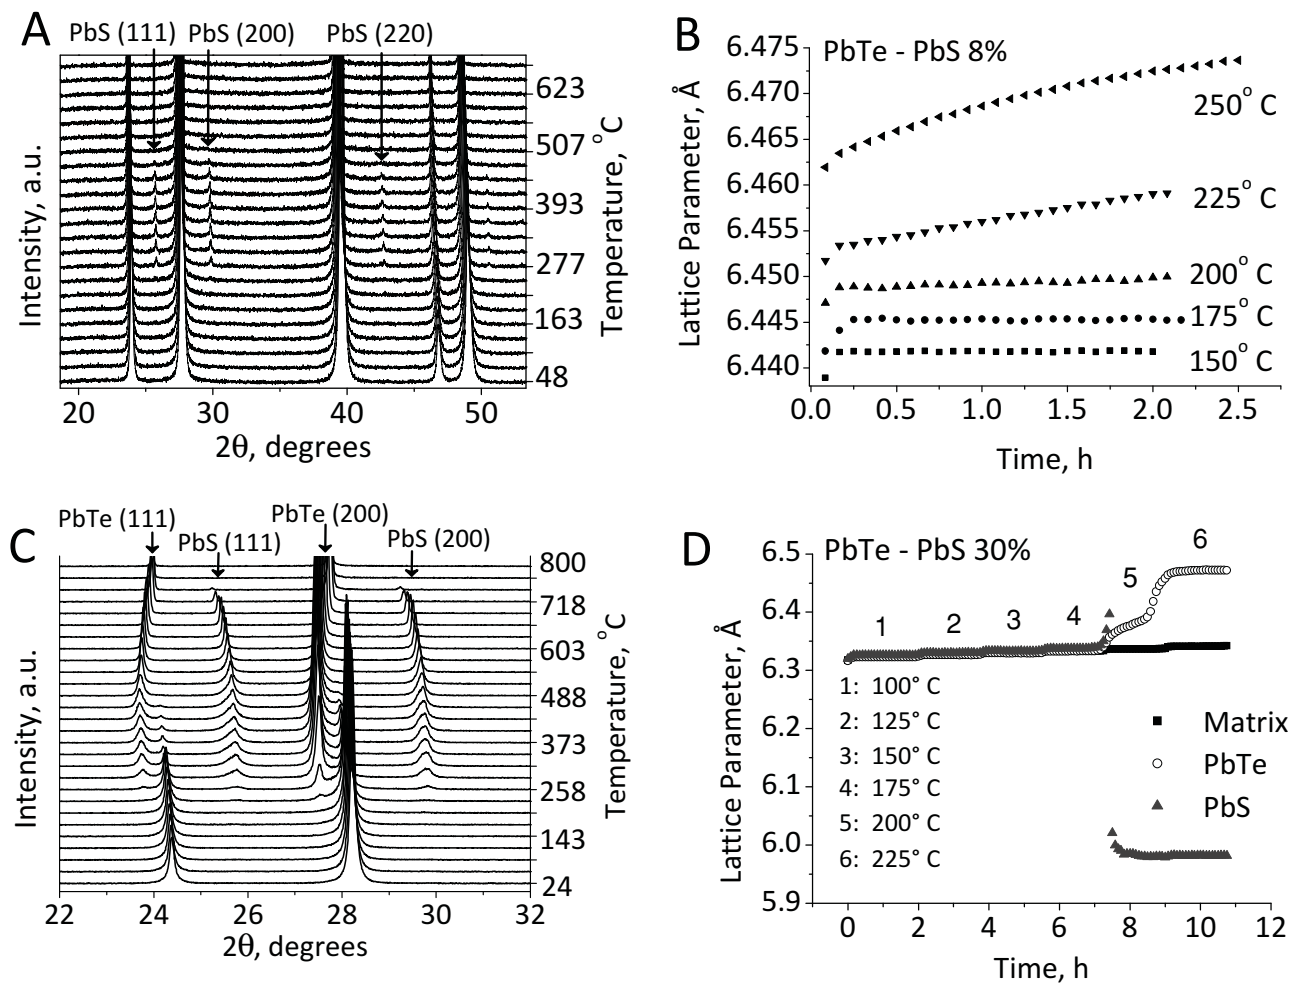 A
PbS (111) PbS (200) PbS (220)
Intensity, a.u.
623
507
393
277
163
48
Temperature, °C
20 30 40 50
2θ, degrees
B
PbTe - PbS 8%
Lattice Parameter, Å
6.475
6.470
6.465
6.460
6.455
6.450
6.445
6.440
250° C
225° C
200° C
175° C
150° C
0.0 0.5 1.0 1.5 2.0 2.5
Time, h
C
PbTe (111) PbS (111) PbTe (200) PbS (200)
Intensity, a.u.
800
718
603
488
373
258
143
24
Temperature, °C
22 24 26 28 30 32
2θ, degrees
D
PbTe - PbS 30%
Lattice Parameter, Å
6.5
6.4
6.3
6.2
6.1
6.0
5.9
1 2 3 4 5 6
1: 100° C
2: 125° C
3: 150° C
4: 175° C
5: 200° C
6: 225° C
Matrix
PbTe
PbS
0 2 4 6 8 10 12
Time, h